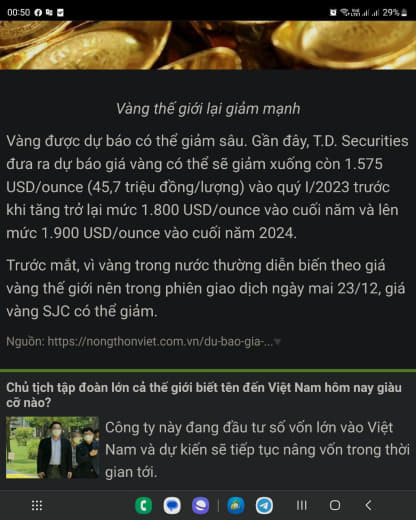 00:50
29%
Vàng thế giới lại giảm mạnh
Vàng được dự báo có thể giảm sâu. Gần đây, T.D. Securities
đưa ra dự báo giá vàng có thể sẽ giảm xuống còn 1.575
USD/ounce (45,7 triệu đồng/lượng) vào quý I/2023 trước
khi tăng trở lại mức 1.800 USD/ounce vào cuối năm và lên
mức 1.900 USD/ounce vào cuối năm 2024.
Trước mắt, vì vàng trong nước thường diễn biến theo giá
vàng thế giới nên trong phiên giao dịch ngày mai 23/12, giá
vàng SJC có thể giảm.
Nguồn: https://nongthonviet.com.vn/du-bao-gia-...
Chủ tịch tập đoàn lớn cả thế giới biết tên đến Việt Nam hôm nay giàu
cỡ nào?
Công ty này đang đầu tư số vốn lớn vào Việt
Nam và dự kiến sẽ tiếp tục nâng vốn trong thời
gian tới.